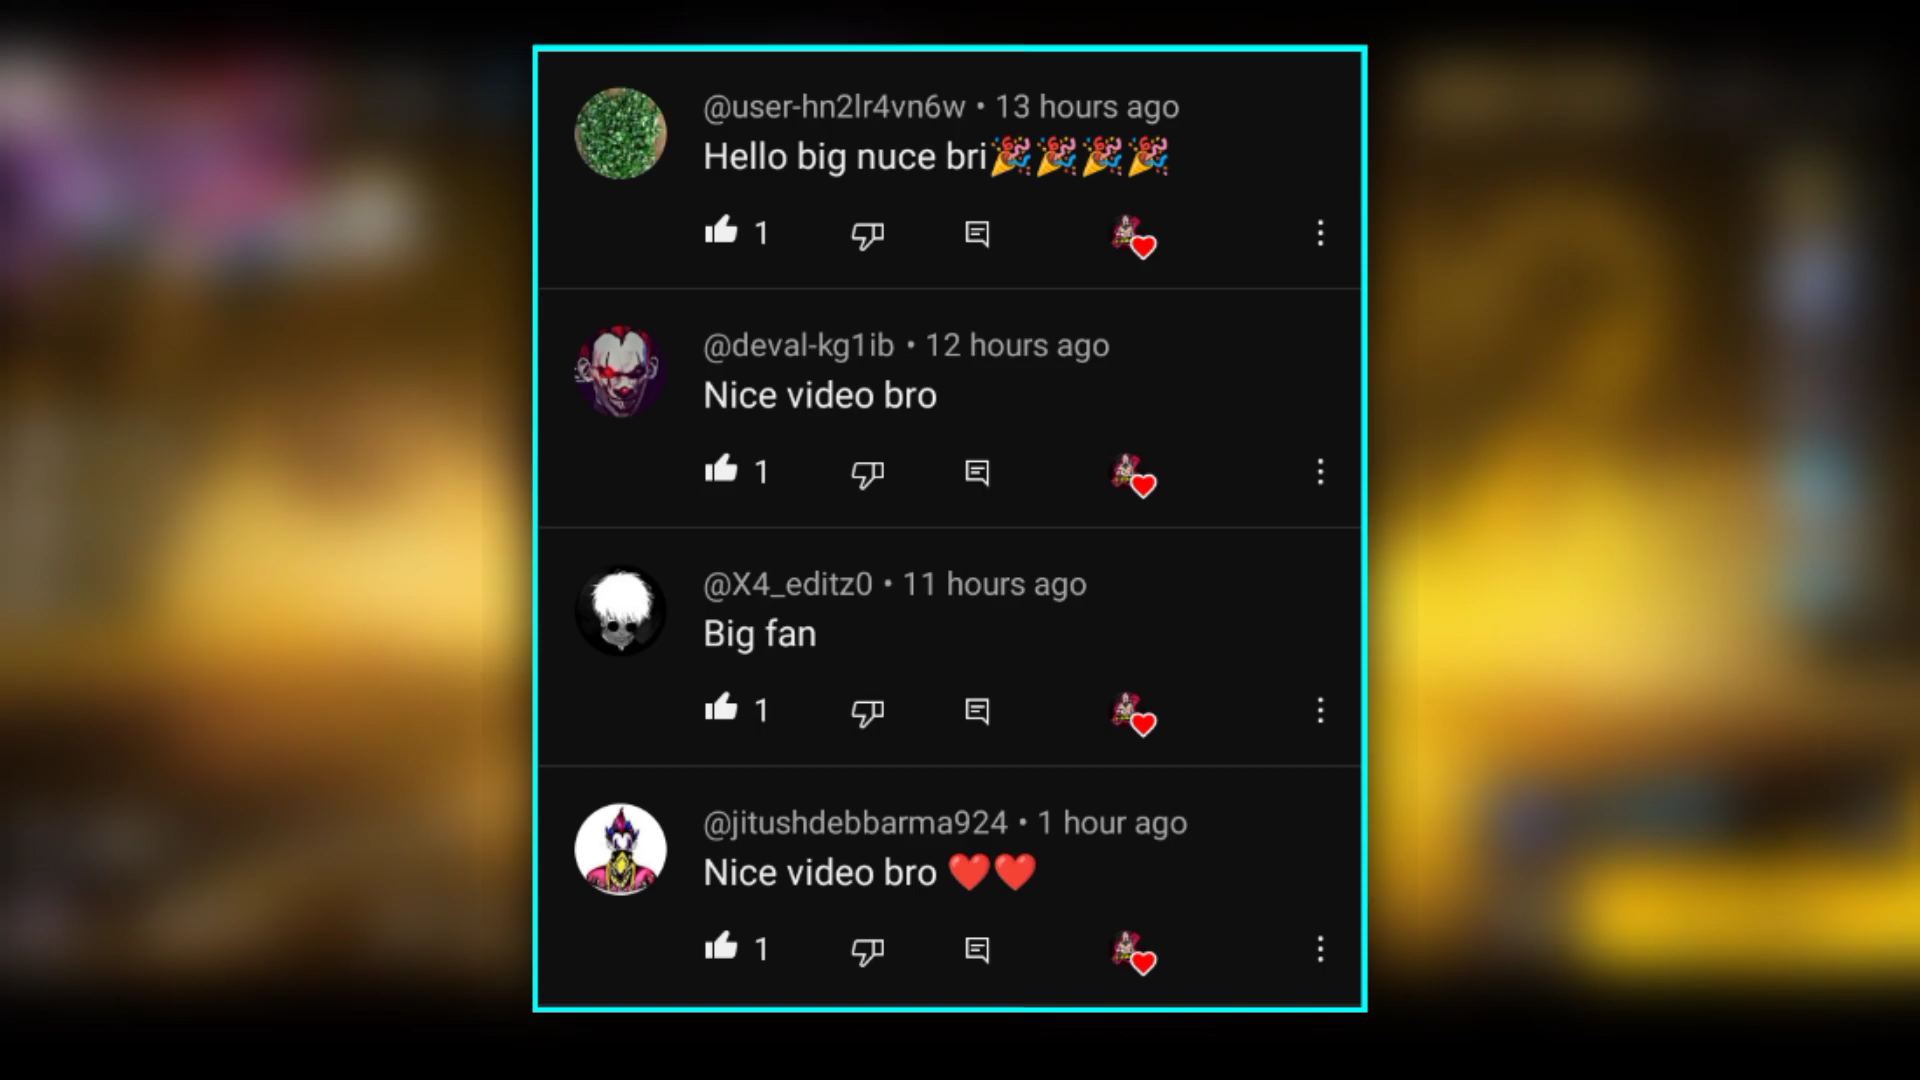 @user-hn2lr4vn6w • 13 hours ago
Hello big nuce bri🎉🎉🎉🎉
1
@deval-kg1ib • 12 hours ago
Nice video bro
1
@X4_editz0 • 11 hours ago
Big fan
1
@jitushdebbarma924 • 1 hour ago
Nice video bro ❤️❤️
1